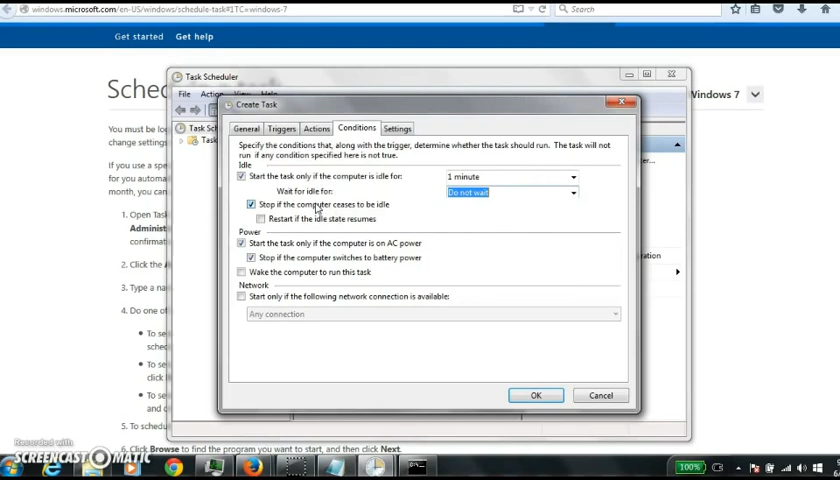 windows.microsoft.com/en-US/windows/schedule-task#1TC=windows-7
Search
Get started Get help
Task Scheduler
File Action View Help
Windows 7
Create Task
General Triggers Actions Conditions Settings
Specify the conditions that, along with the trigger, determine whether the task should run. The task will not
run if any condition specified here is not true.
Idle
Start the task only if the computer is idle for: 1 minute
Wait for idle for: Do not wait
Stop if the computer ceases to be idle
Restart if the idle state resumes
Power
Start the task only if the computer is on AC power
Stop if the computer switches to battery power
Wake the computer to run this task
Network
Start only if the following network connection is available:
Any connection
OK Cancel
You must be
change settings
If you use a
for you automa
month, you can
1. Open Task
Adminis
confirmat
2. Click the
3. Type a na
4. Do one of
To se
sched
To se
click
To se
and c
5. To schedu
6. Click Browse to find the program you want to start, and then click Next.
Recorded with
SCREENCAST MATIC
100%